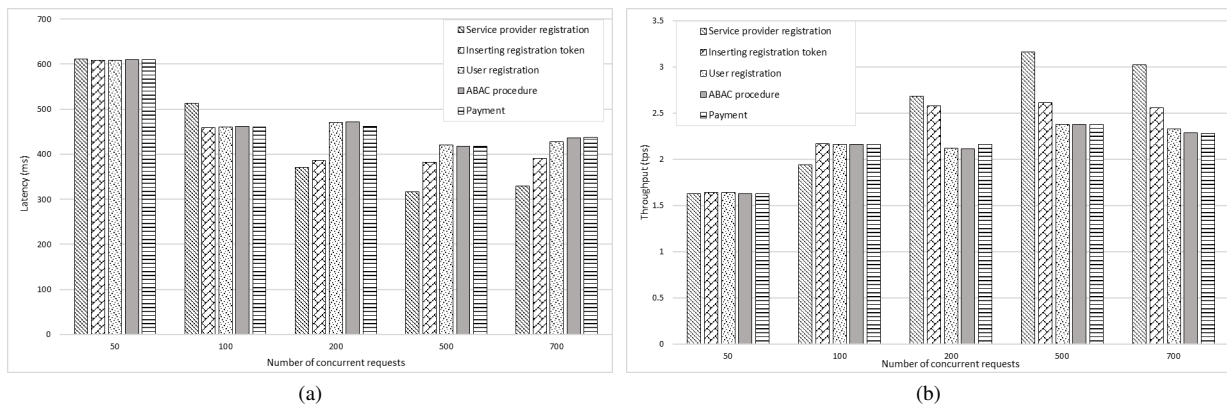 700
600
500
400
300
200
100
0
Latency (ms)
50 100 200 500 700
Number of concurrent requests
Service provider registration
Inserting registration token
User registration
ABAC procedure
Payment
(a)
3.5
3
2.5
2
1.5
1
0.5
0
Throughput (tps)
50 100 200 500 700
Number of concurrent requests
Service provider registration
Inserting registration token
User registration
ABAC procedure
Payment
(b)